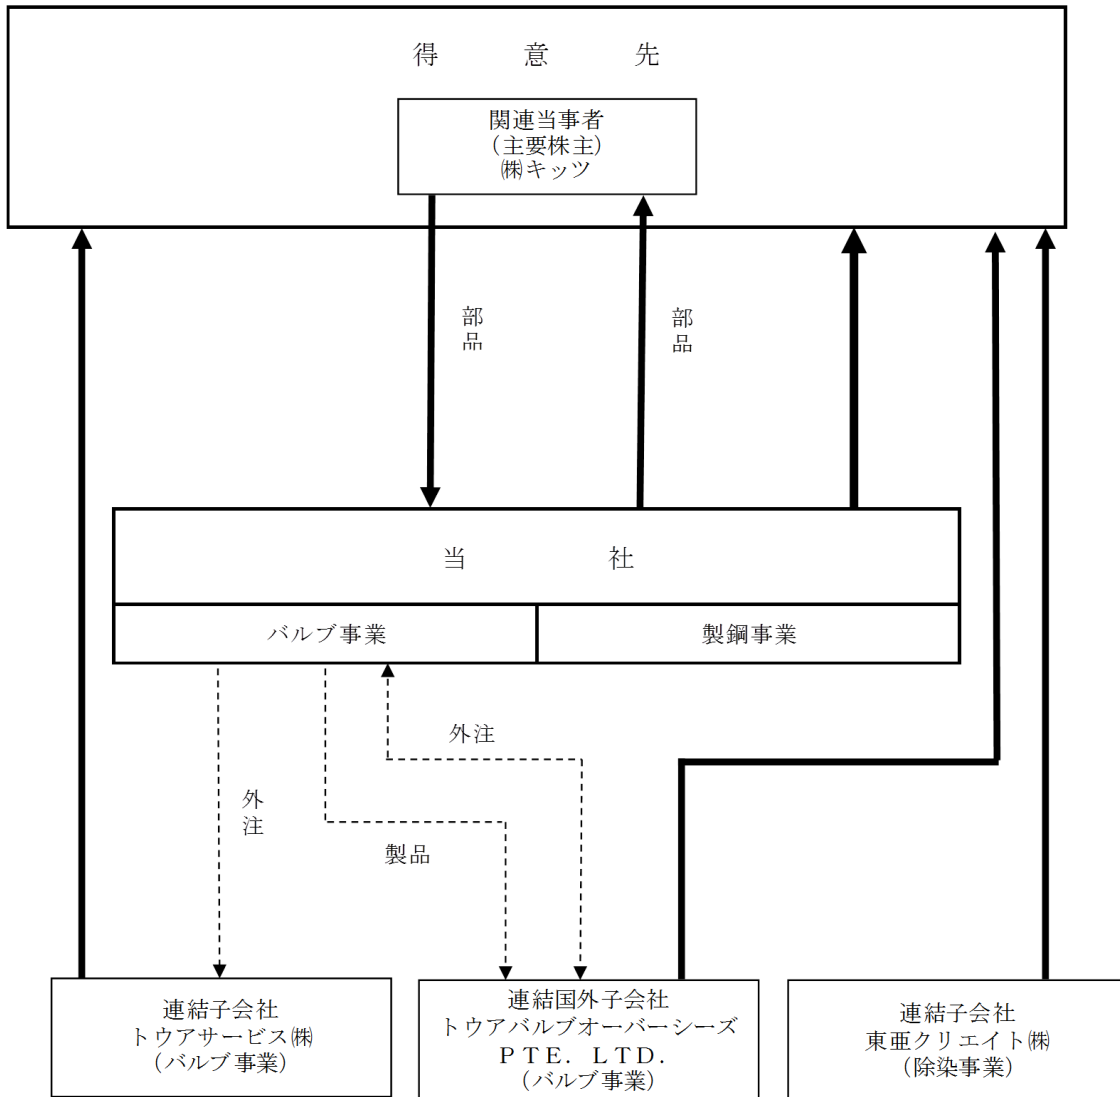 得意先
関連当事者
(主要株主)
㈱キッツ
部品
部品
当社
バルブ事業
製鋼事業
外注
外注
製品
連結子会社
トウアサービス㈱
(バルブ事業)
連結国外子会社
トウアバルブオーバーシーズ
ＰＴＥ．ＬＴＤ．
(バルブ事業)
連結子会社
東亜クリエイト㈱
(除染事業)